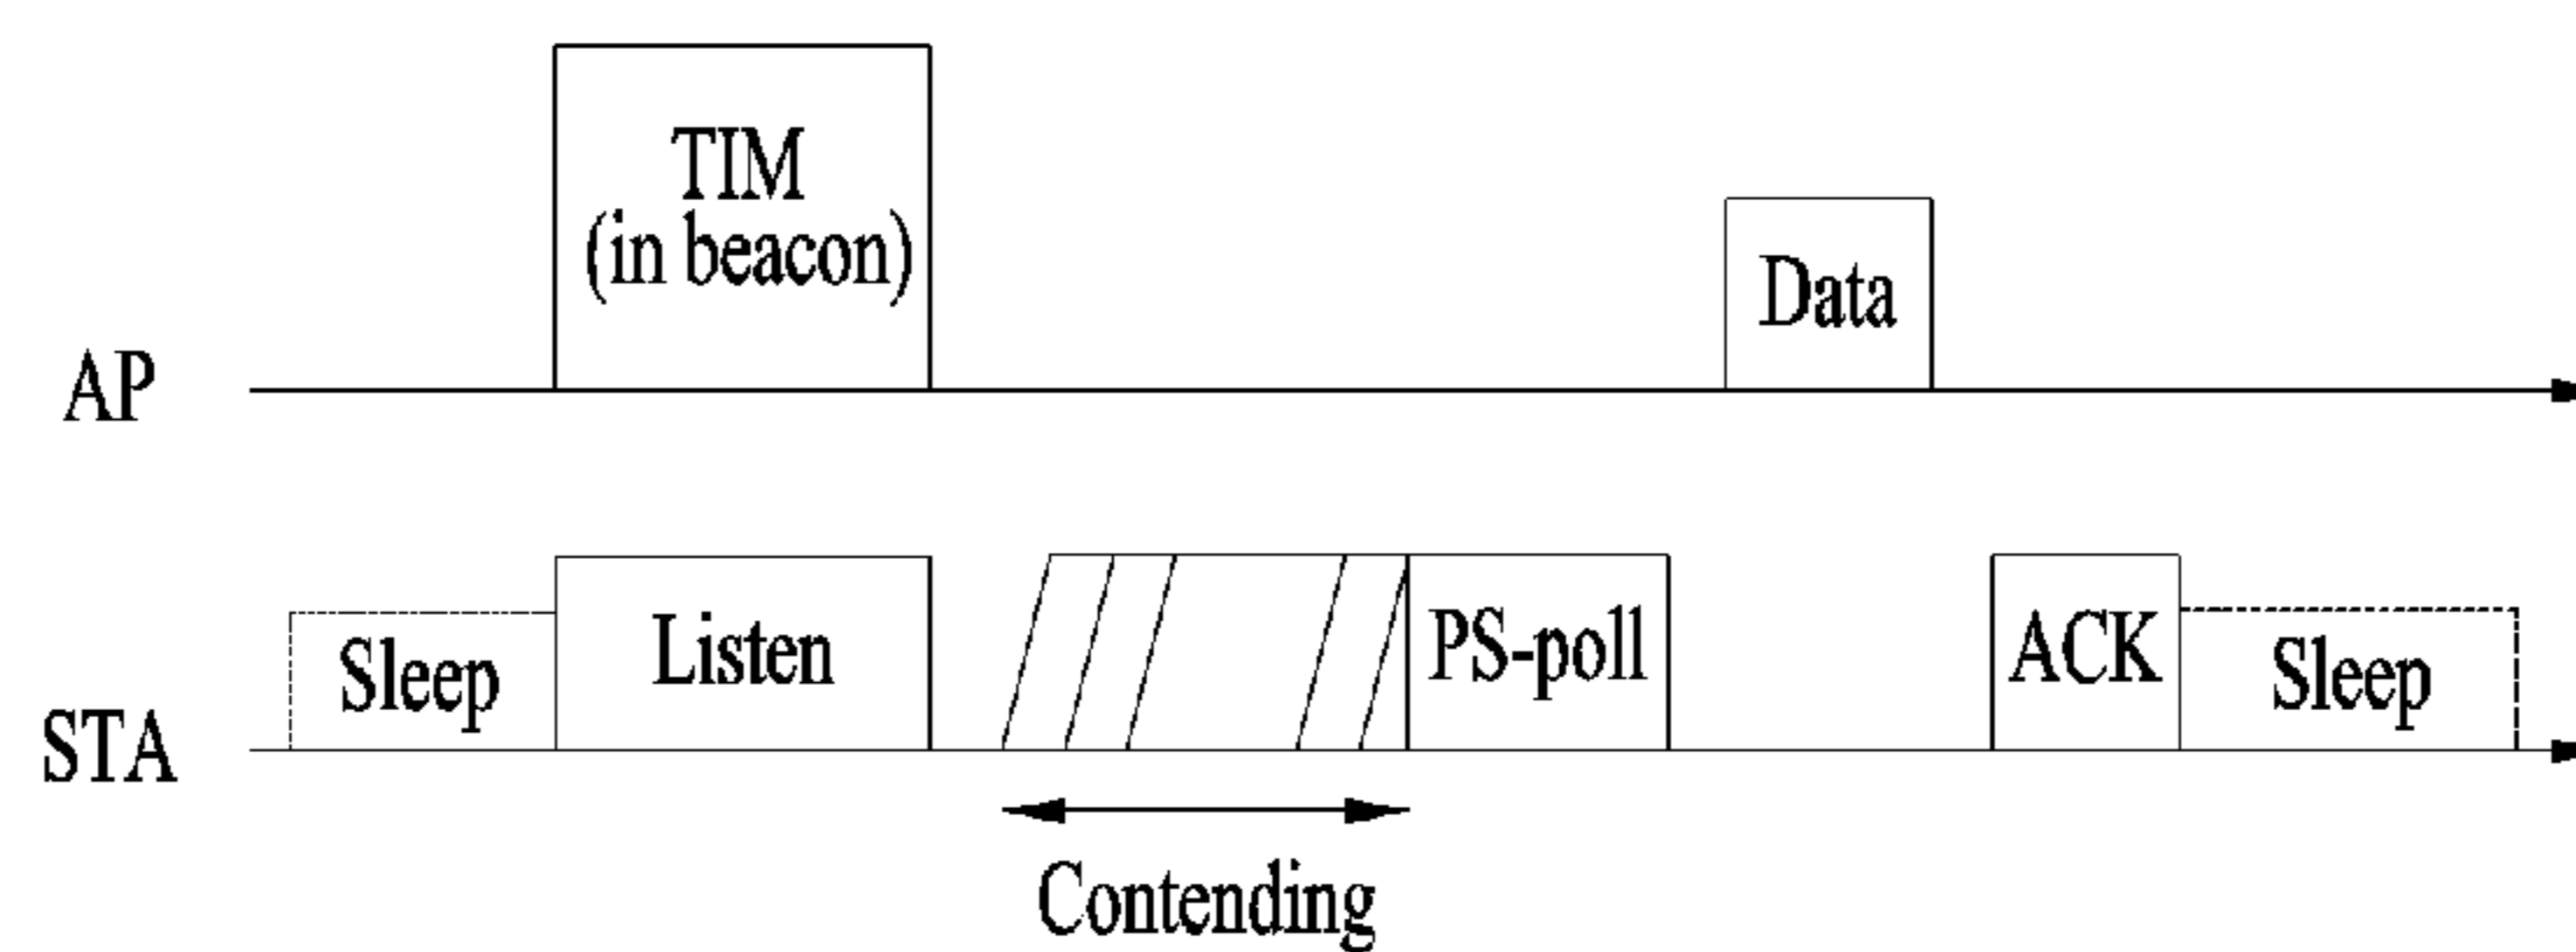 TIM
(in beacon)
Data
AP
Sleep
Listen
PS-poll
ACK
Sleep
STA
Contending